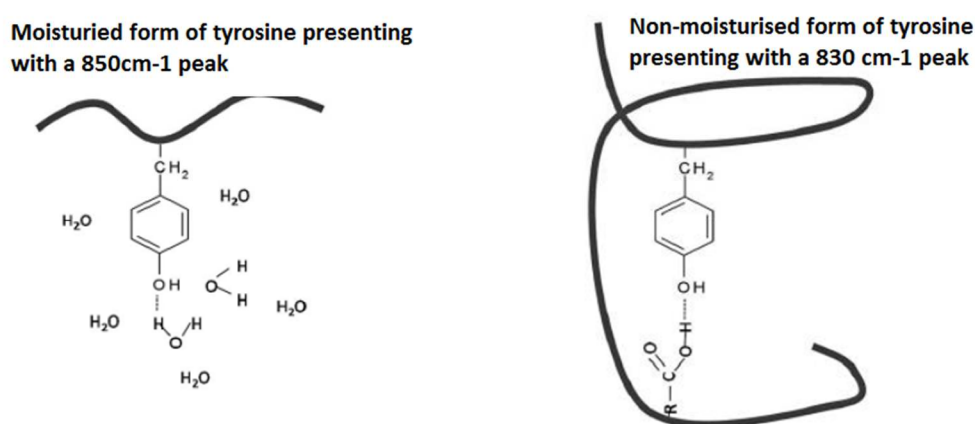 Moisturied form of tyrosine presenting
with a 850cm-1 peak
CH₂
H₂O
H₂O
OH
O
H
H
H₂O
H₂O
H
H
O
H₂O
Non-moisturised form of tyrosine
presenting with a 830 cm-1 peak
CH₂
OH
H
O
O
C
R